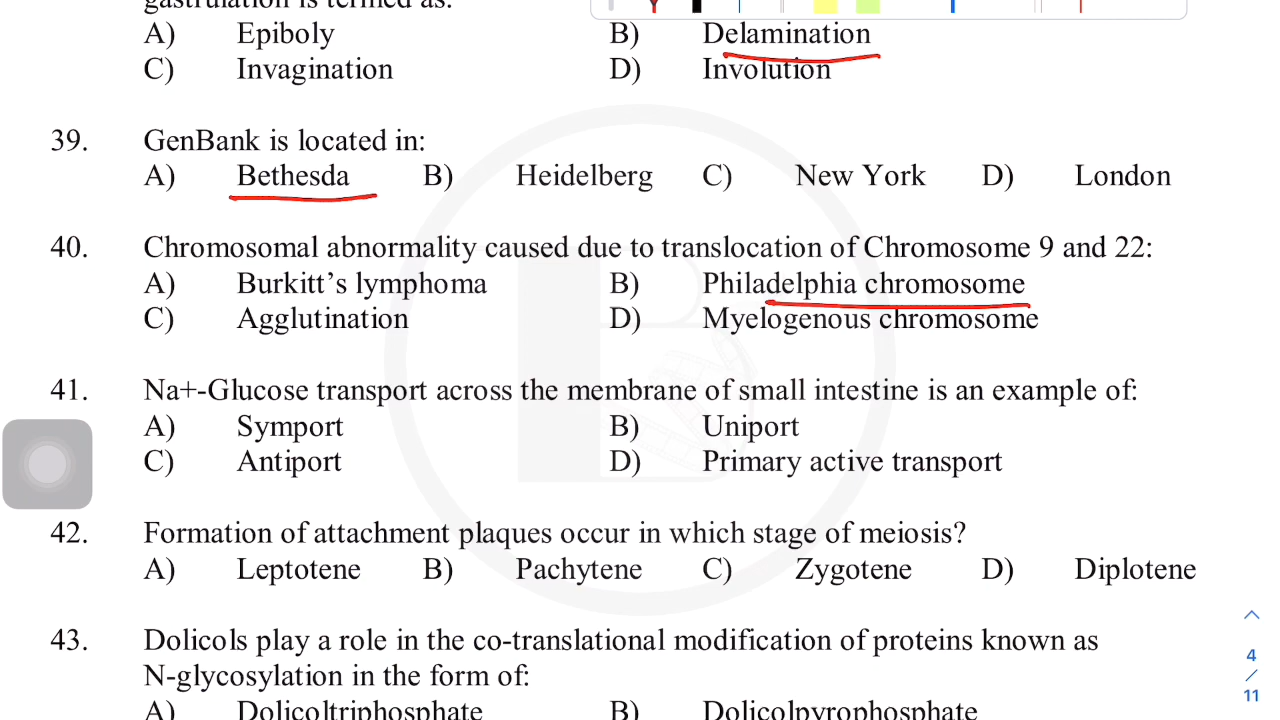 gastrulation is termed as:
A) Epiboly B) Delamination
C) Invagination D) Involution
39. GenBank is located in:
A) Bethesda B) Heidelberg C) New York D) London
40. Chromosomal abnormality caused due to translocation of Chromosome 9 and 22:
A) Burkitt’s lymphoma B) Philadelphia chromosome
C) Agglutination D) Myelogenous chromosome
41. Na+-Glucose transport across the membrane of small intestine is an example of:
A) Symport B) Uniport
C) Antiport D) Primary active transport
42. Formation of attachment plaques occur in which stage of meiosis?
A) Leptotene B) Pachytene C) Zygotene D) Diplotene
43. Dolicols play a role in the co-translational modification of proteins known as
N-glycosylation in the form of:
A) Dolicoltriphosphate B) Dolicolpyrophosphate
4
/
11